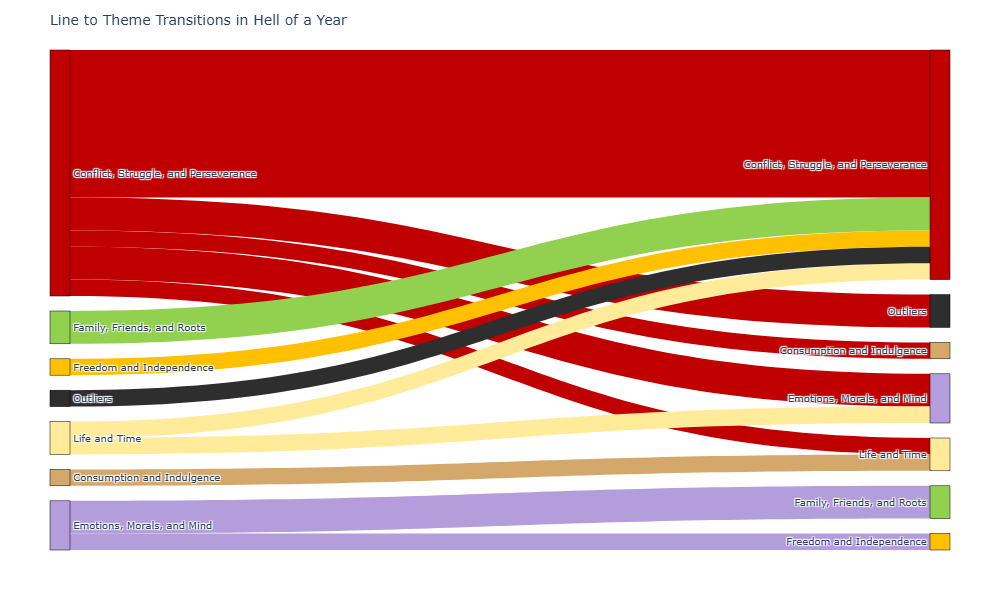 Line to Theme Transitions in Hell of a Year
Conflict, Struggle, and Perseverance
Family, Friends, and Roots
Freedom and Independence
Outliers
Life and Time
Consumption and Indulgence
Emotions, Morals, and Mind
Conflict, Struggle, and Perseverance
Outliers
Consumption and Indulgence
Emotions, Morals, and Mind
Life and Time
Family, Friends, and Roots
Freedom and Independence